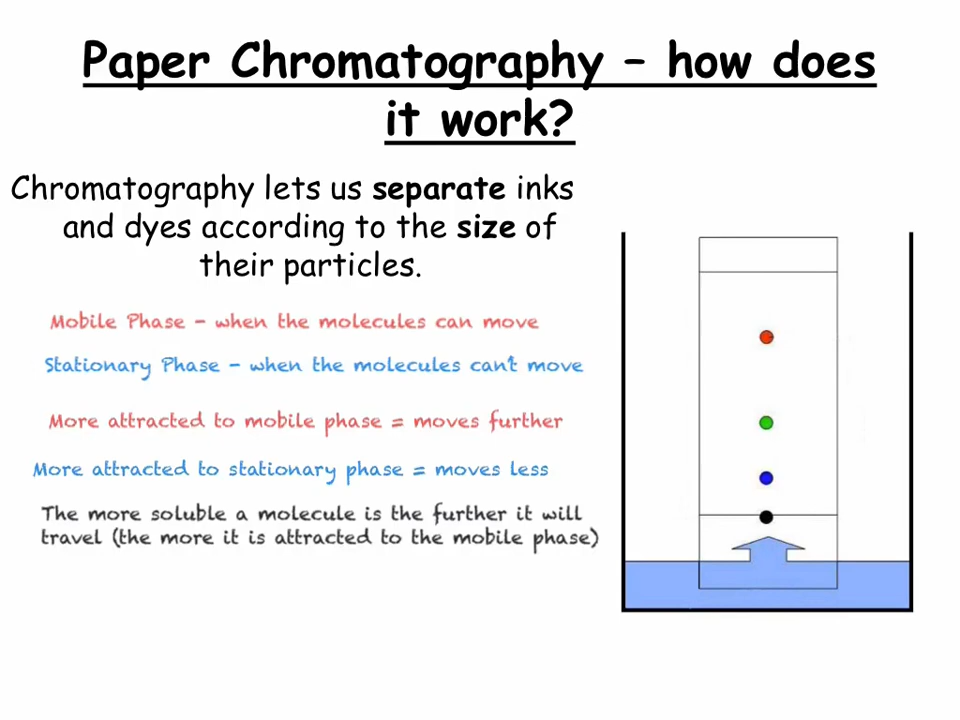 Paper Chromatography – how does
it work?
Chromatography lets us separate inks
and dyes according to the size of
their particles.
Mobile Phase - when the molecules can move
Stationary Phase - when the molecules can't move
More attracted to mobile phase = moves further
More attracted to stationary phase = moves less
The more soluble a molecule is the further it will
travel (the more it is attracted to the mobile phase)